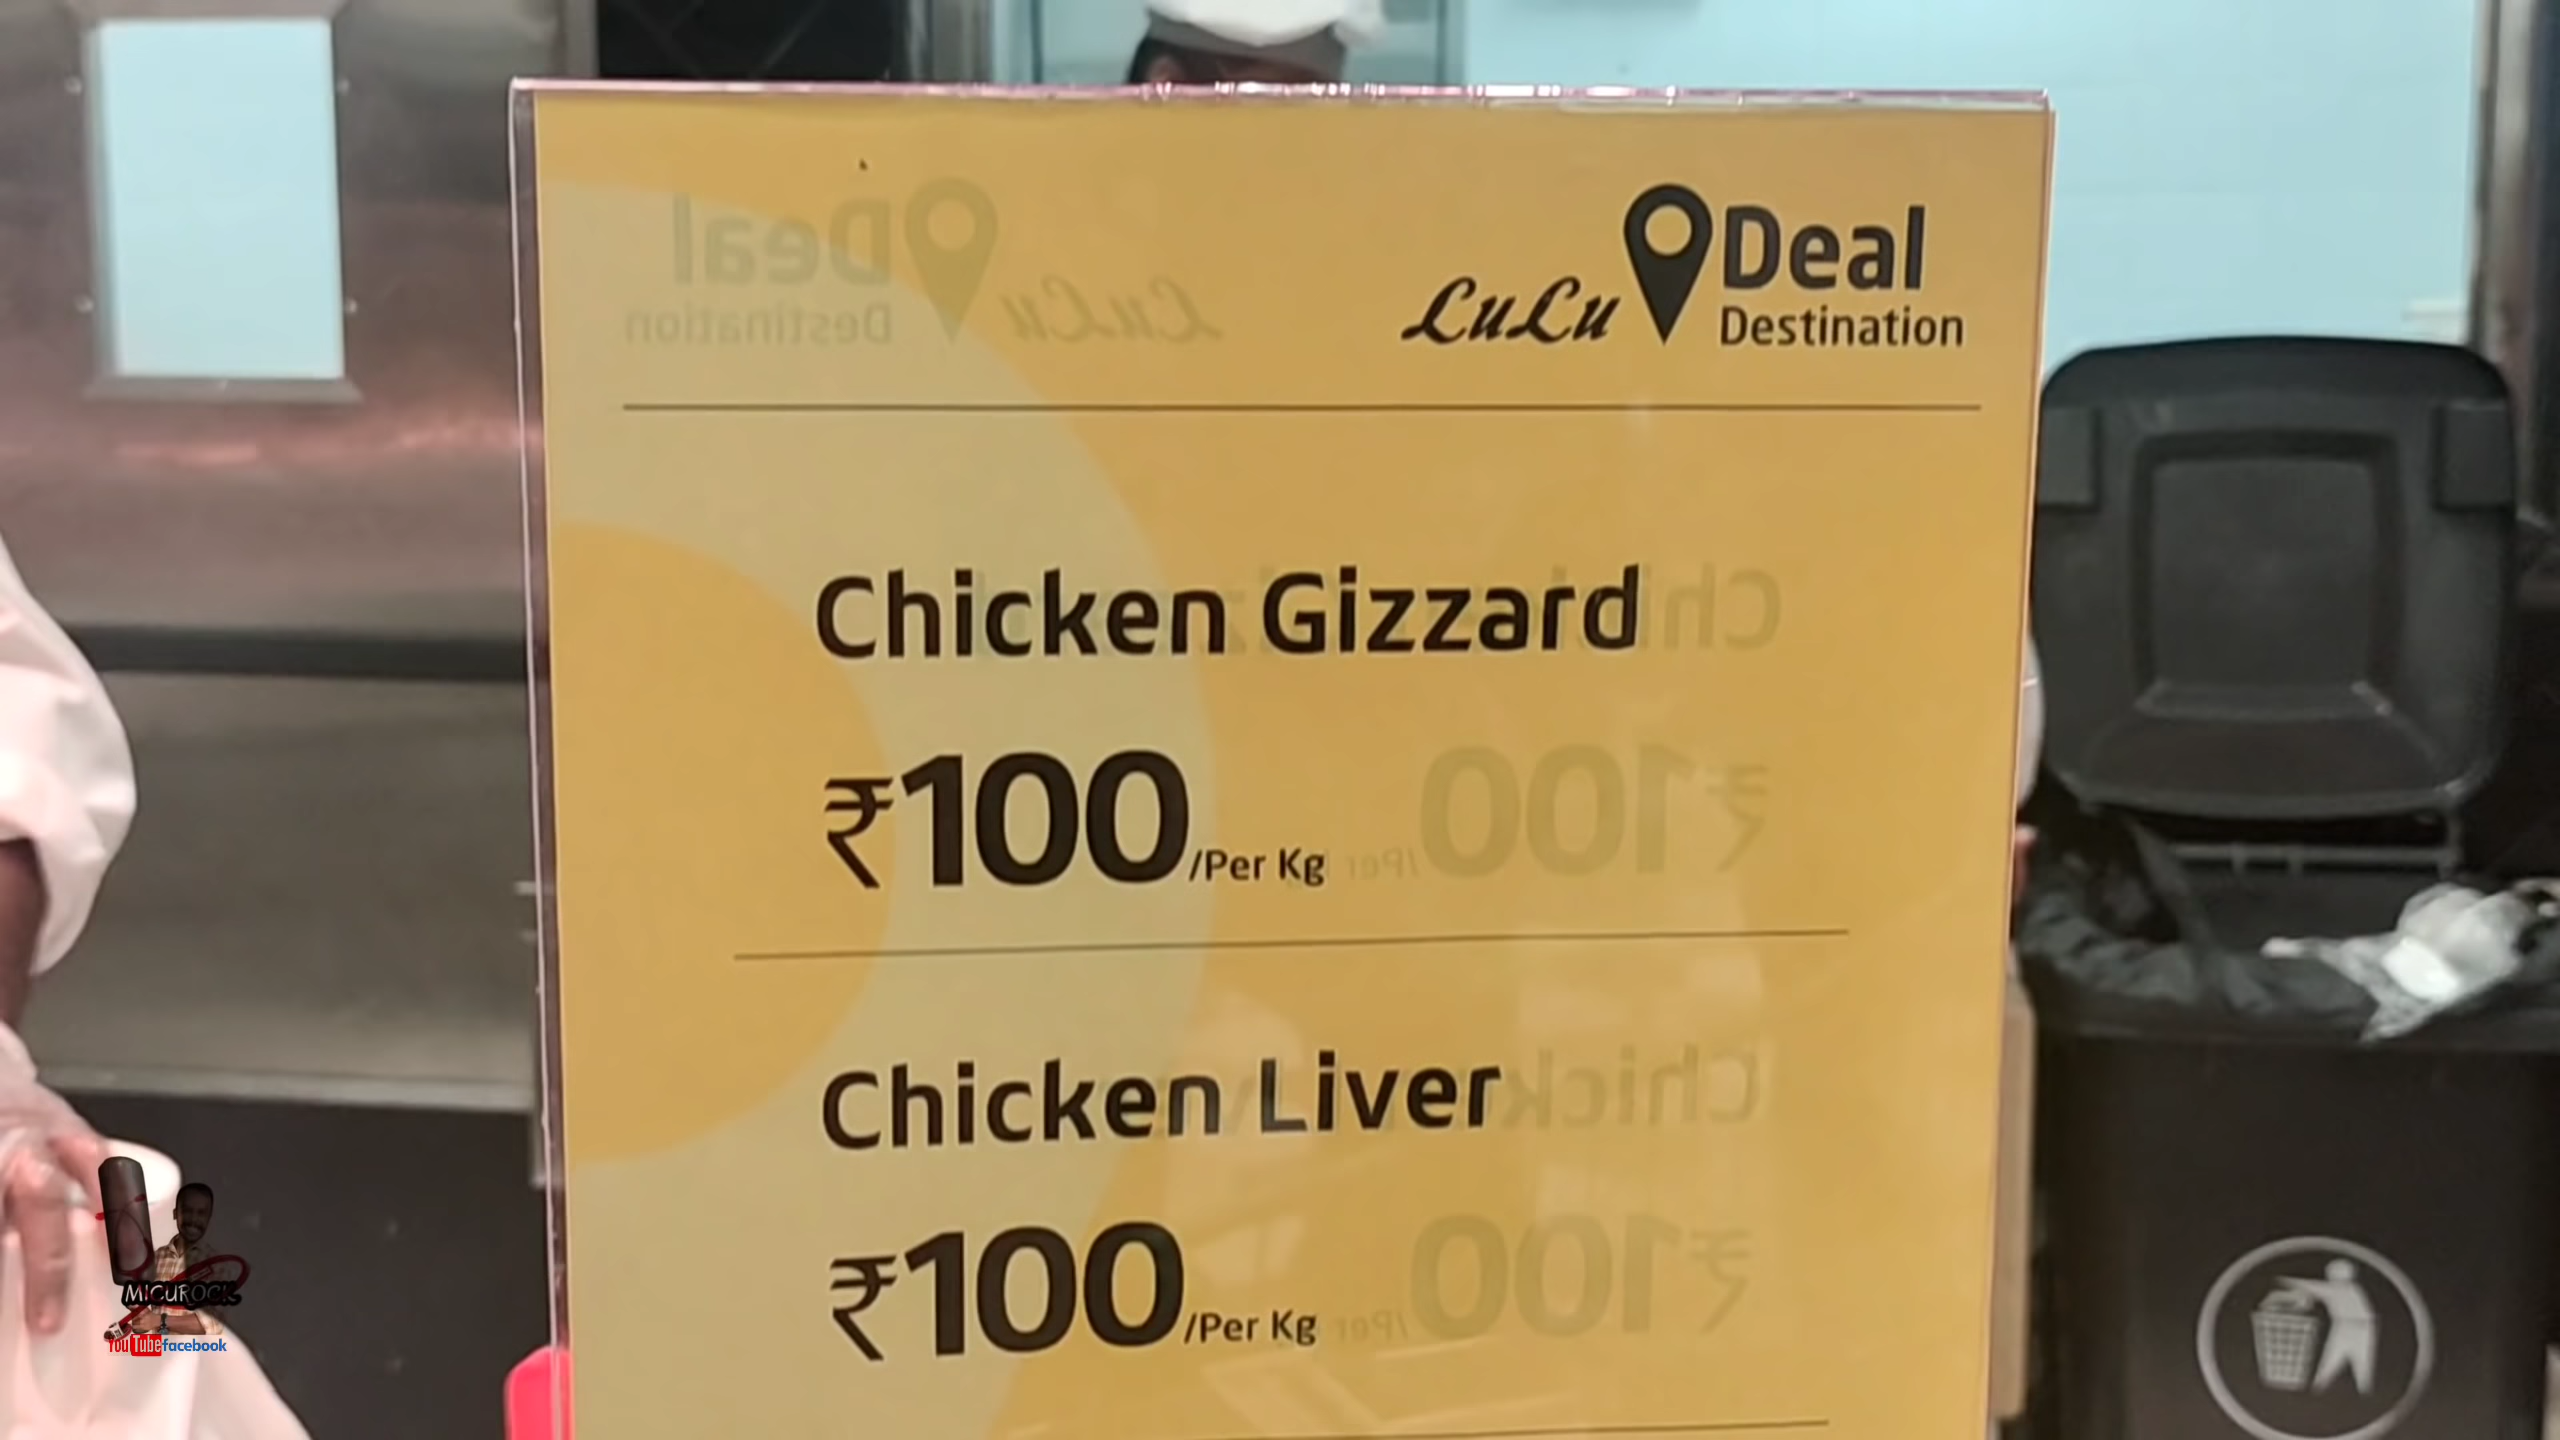 LuLu Deal
Destination
Chicken Gizzard
₹100/Per Kg
Chicken Liver
₹100/Per Kg
MICUROCK
YouTube facebook